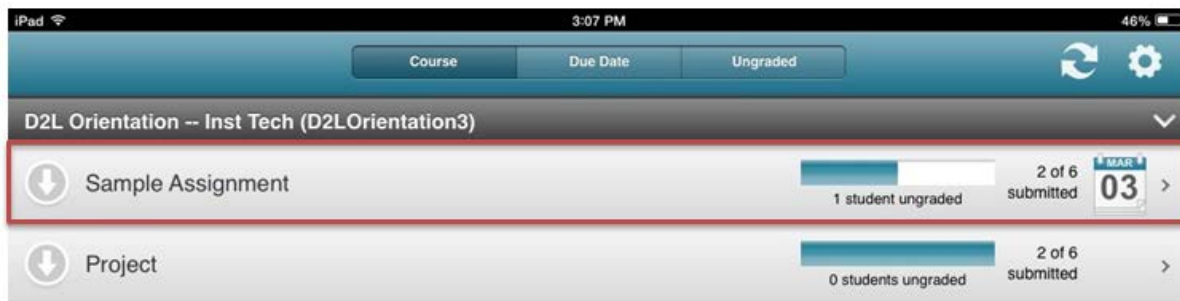 iPad 3:07 PM 46%
Course Due Date Ungraded
D2L Orientation -- Inst Tech (D2LOrientation3)
Sample Assignment
1 student ungraded
2 of 6
submitted
MAR
03
Project
0 students ungraded
2 of 6
submitted